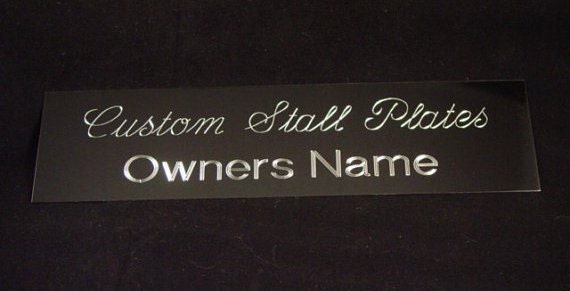 Custom Stall Plates
Owners Name